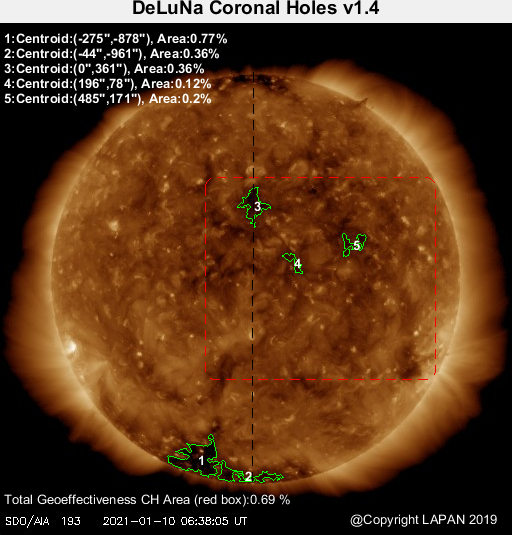 DeLuNa Coronal Holes v1.4
1:Centroid:(-275",-878"), Area:0.77%
2:Centroid:(-44",-961"), Area:0.36%
3:Centroid:(0",361"), Area:0.36%
4:Centroid:(196",78"), Area:0.12%
5:Centroid:(485",171"), Area:0.2%
3
5
4
1
2
Total Geoeffectiveness CH Area (red box):0.69 %
SDO/AIA 193 2021-01-10 06:38:05 UT
@Copyright LAPAN 2019